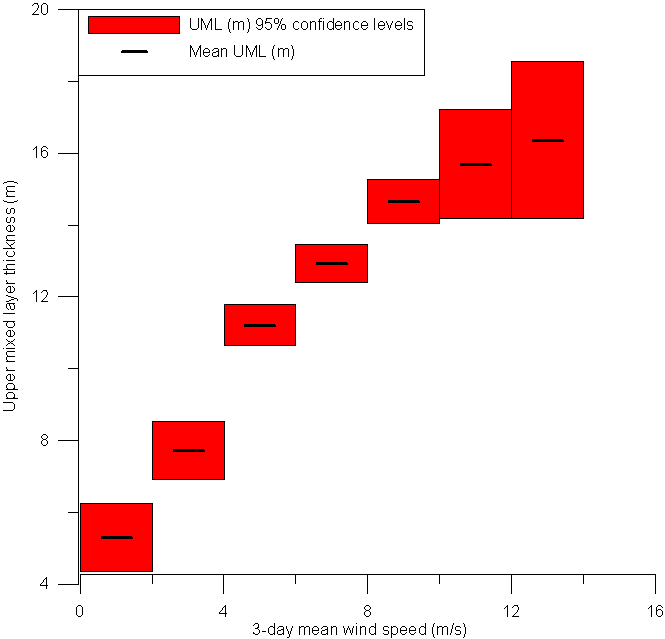 20
UML (m) 95% confidence levels
Mean UML (m)
16
12
8
4
Upper mixed layer thickness (m)
0 4 8 12 16
3-day mean wind speed (m/s)